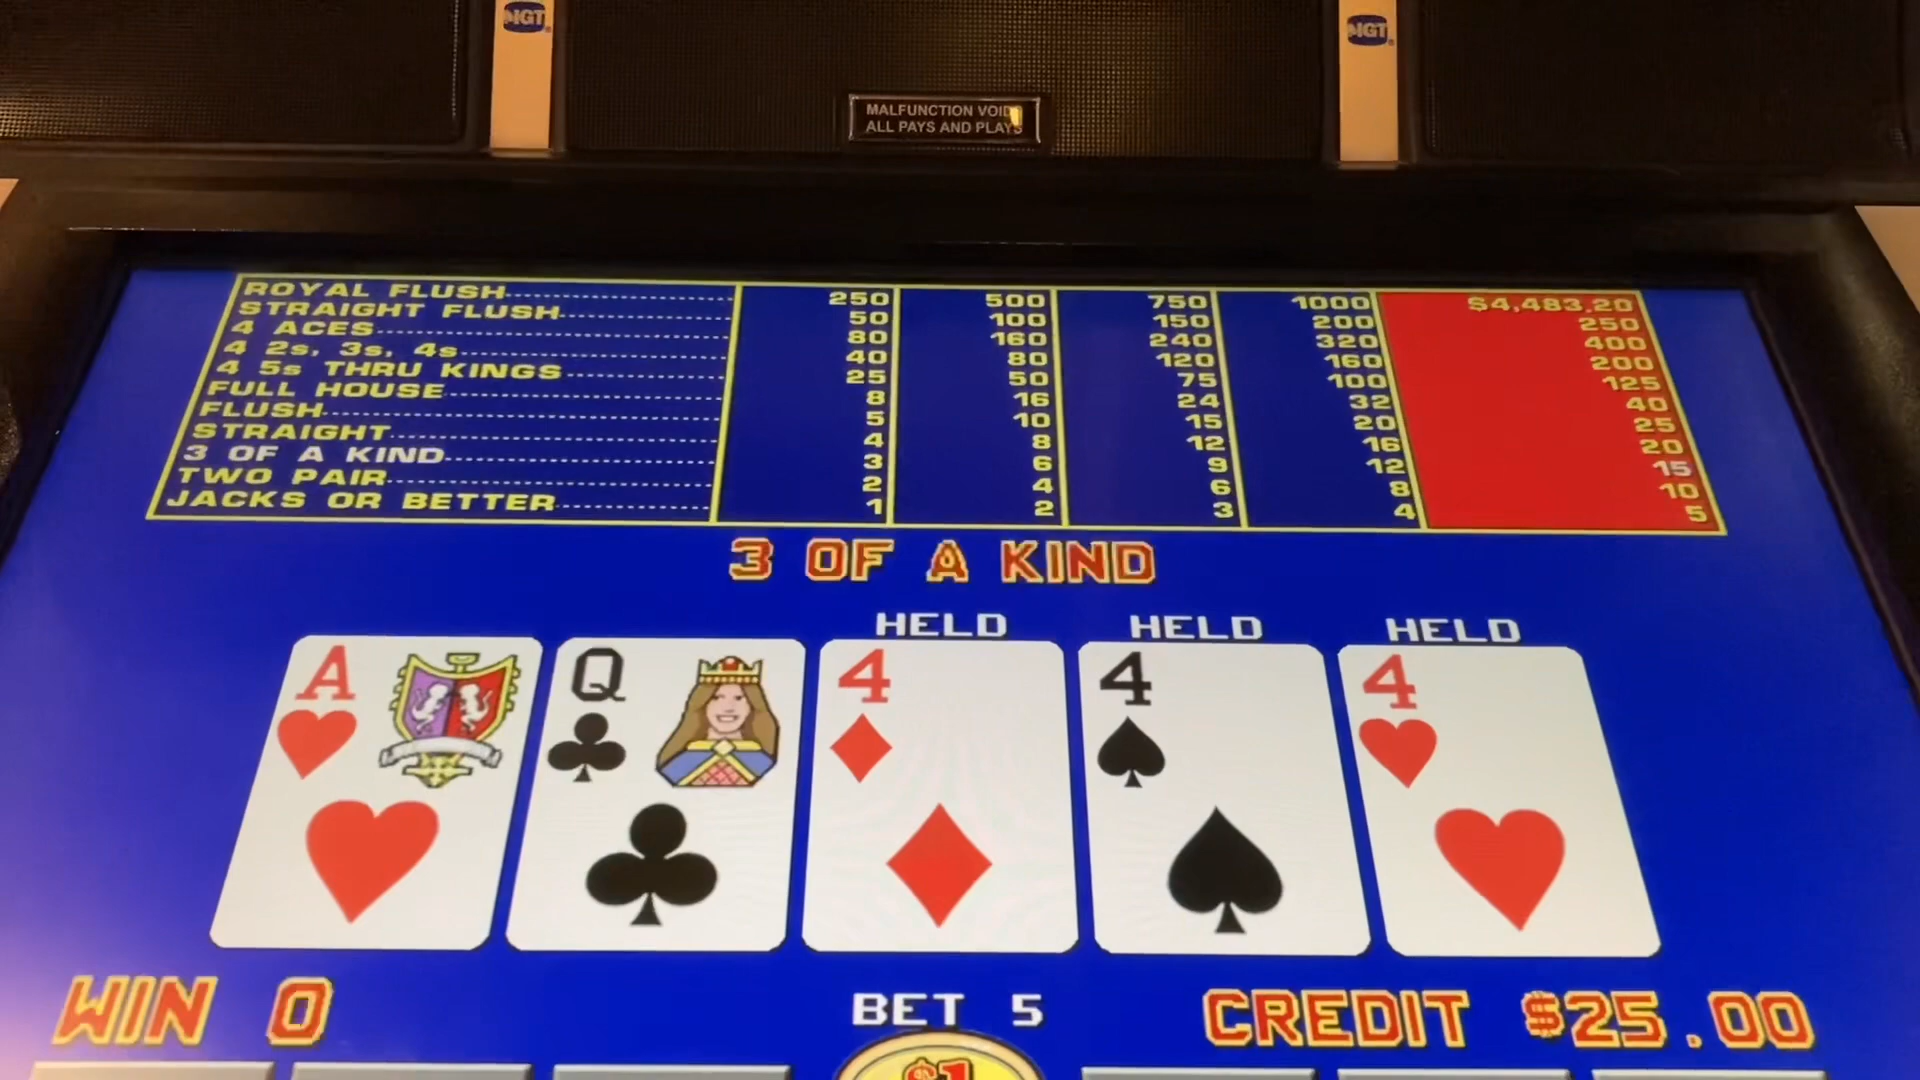 IGT
IGT
MALFUNCTION VOIDS
ALL PAYS AND PLAYS
ROYAL FLUSH 250 500 750 1000 $4,483.20
STRAIGHT FLUSH 50 100 150 200 250
4 ACES 80 160 240 320 400
4 2s, 3s, 4s 40 80 120 160 200
4 5s THRU KINGS 25 50 75 100 125
FULL HOUSE 8 16 24 32 40
FLUSH 5 10 15 20 25
STRAIGHT 4 8 12 16 20
3 OF A KIND 3 6 9 12 15
TWO PAIR 2 4 6 8 10
JACKS OR BETTER 1 2 3 4 5
3 OF A KIND
HELD HELD HELD
A Q 4 4 4
WIN 0 BET 5 CREDIT $25.00
$1